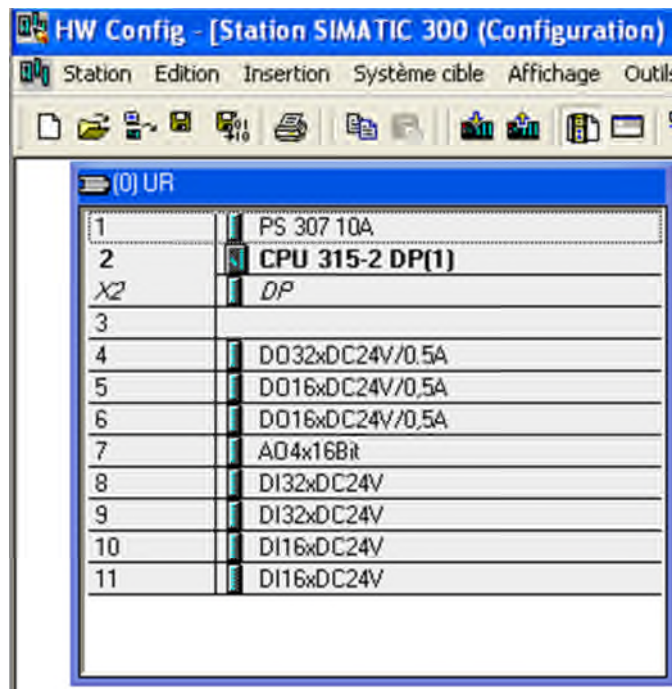 HW Config - [Station SIMATIC 300 (Configuration)
Station Edition Insertion Système cible Affichage Outils
(0) UR
1 PS 307 10A
2 CPU 315-2 DP(1)
X2 DP
3
4 DO32xDC24V/0.5A
5 DO16xDC24V/0,5A
6 DO16xDC24V/0,5A
7 AO4x16Bit
8 DI32xDC24V
9 DI32xDC24V
10 DI16xDC24V
11 DI16xDC24V